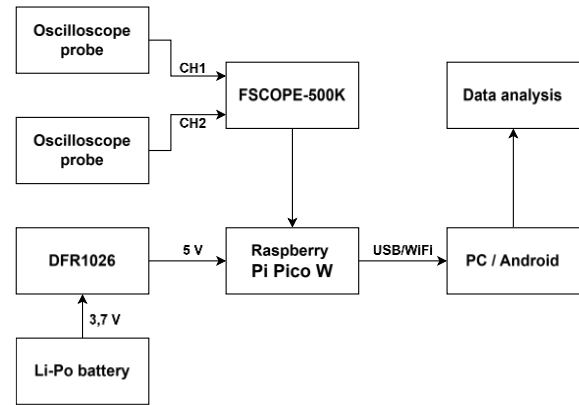 Oscilloscope
probe
CH1
FSCOPE-500K
Data analysis
Oscilloscope
probe
CH2
DFR1026
5 V
Raspberry
Pi Pico W
USB/WiFi
PC / Android
3,7 V
Li-Po battery